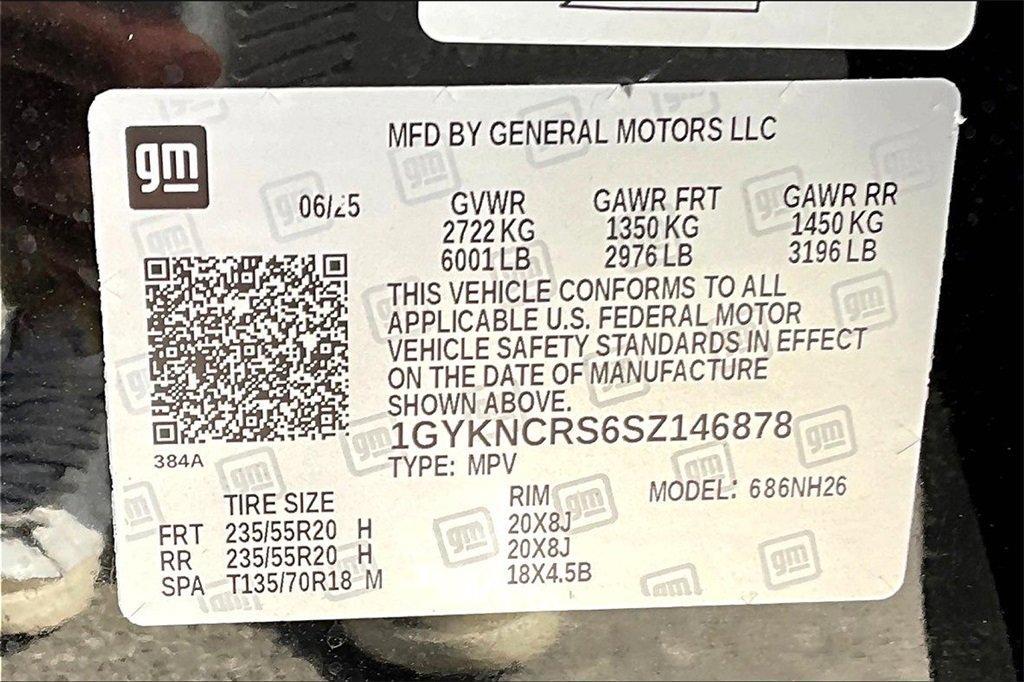 gm
MFD BY GENERAL MOTORS LLC
06/25
GVWR GAWR FRT GAWR RR
2722 KG 1350 KG 1450 KG
6001 LB 2976 LB 3196 LB
THIS VEHICLE CONFORMS TO ALL
APPLICABLE U.S. FEDERAL MOTOR
VEHICLE SAFETY STANDARDS IN EFFECT
ON THE DATE OF MANUFACTURE
SHOWN ABOVE.
1GYKNCRS6SZ146878
384A
TYPE: MPV
MODEL: 686NH26
TIRE SIZE RIM
FRT 235/55R20 H 20X8J
RR 235/55R20 H 20X8J
SPA T135/70R18 M 18X4.5B